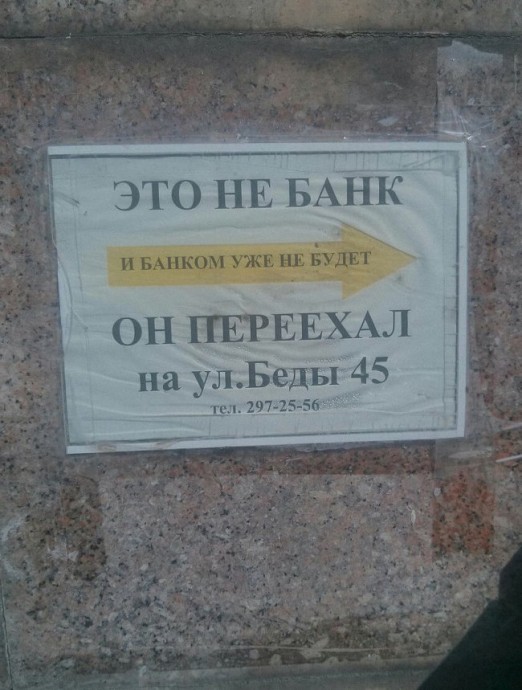 ЭТО НЕ БАНК
И БАНКОМ УЖЕ НЕ БУДЕТ
ОН ПЕРЕЕХАЛ
на ул.Беды 45
тел. 297-25-56